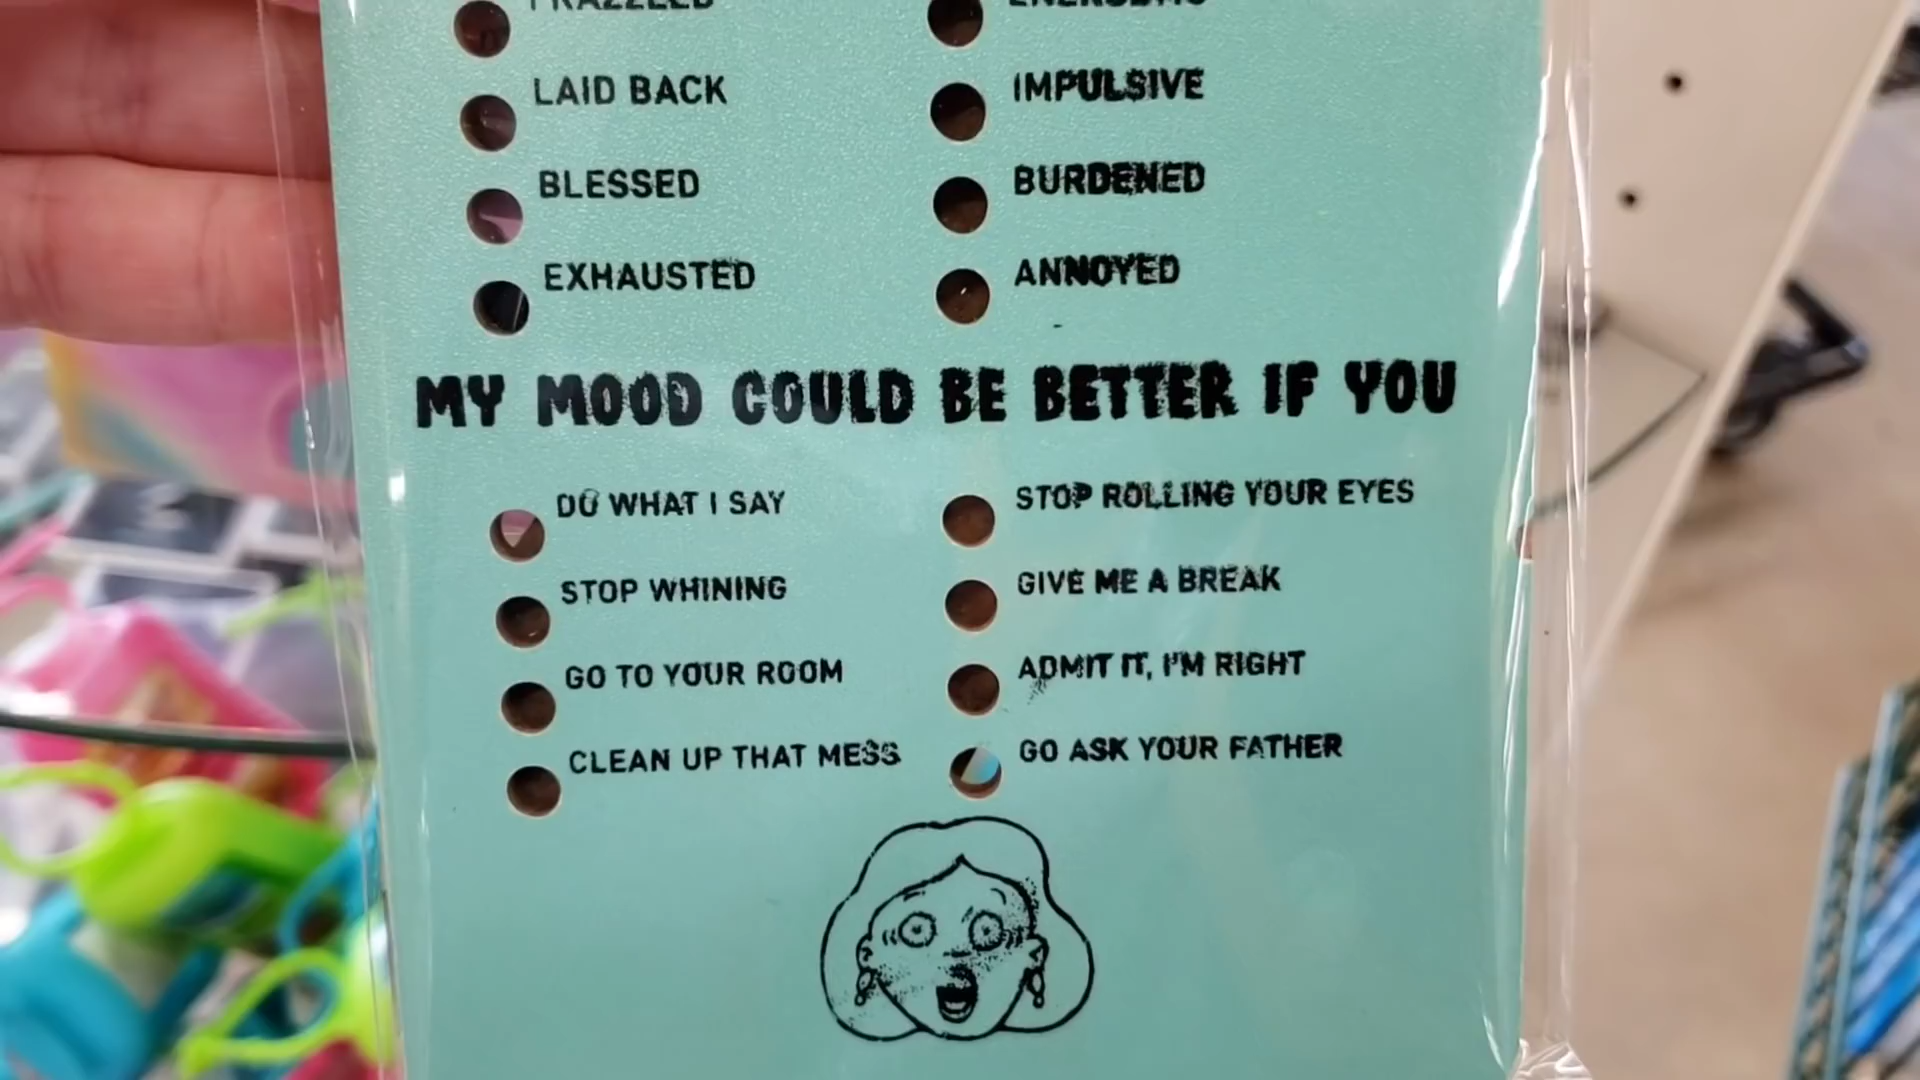 FRAZZLED ENERGETIC
LAID BACK IMPULSIVE
BLESSED BURDENED
EXHAUSTED ANNOYED
MY MOOD COULD BE BETTER IF YOU
DO WHAT I SAY STOP ROLLING YOUR EYES
STOP WHINING GIVE ME A BREAK
GO TO YOUR ROOM ADMIT IT, I'M RIGHT
CLEAN UP THAT MESS GO ASK YOUR FATHER